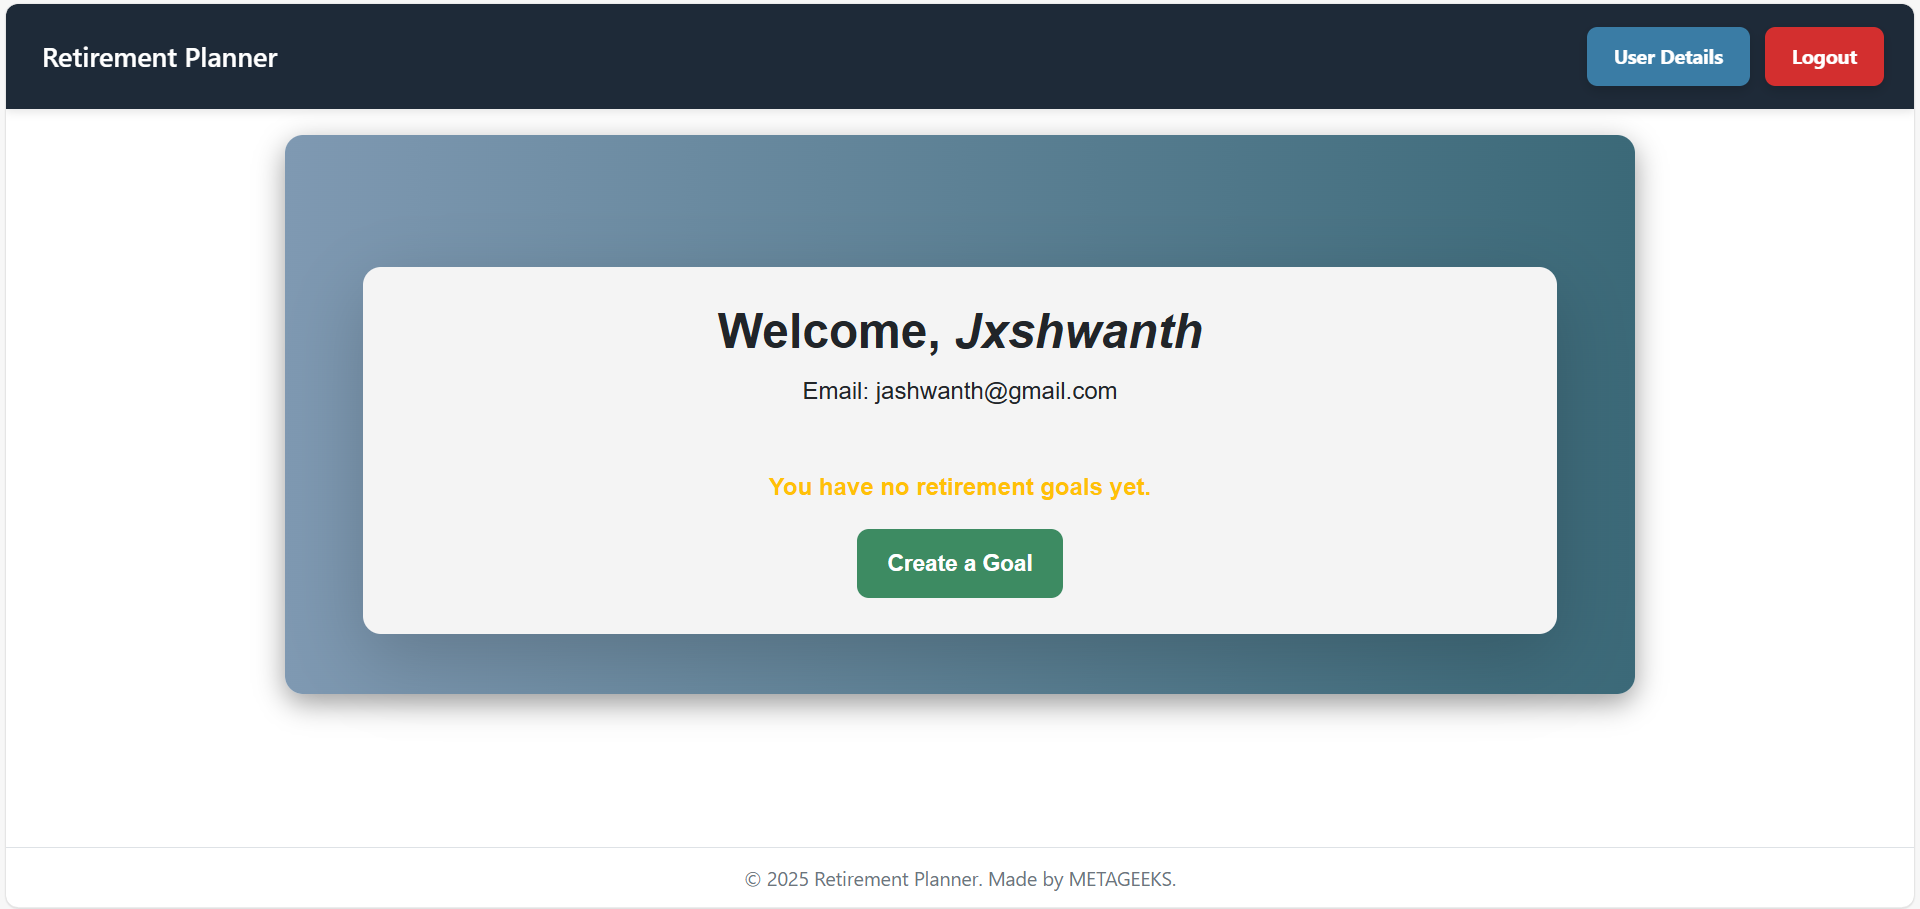 Retirement Planner
User Details
Logout
Welcome, Jxshwanth
Email: jashwanth@gmail.com
You have no retirement goals yet.
Create a Goal
© 2025 Retirement Planner. Made by METAGEEKS.